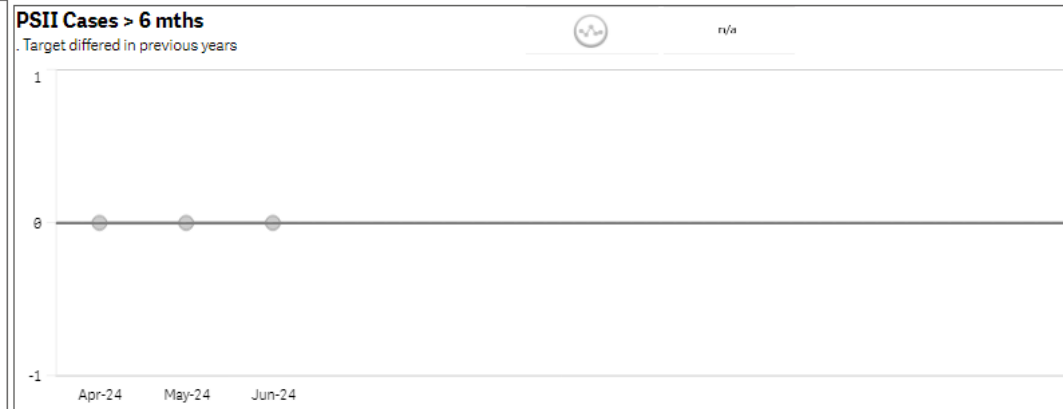 PSII Cases > 6 mths
. Target differed in previous years
n/a
1
0
-1
Apr-24 May-24 Jun-24